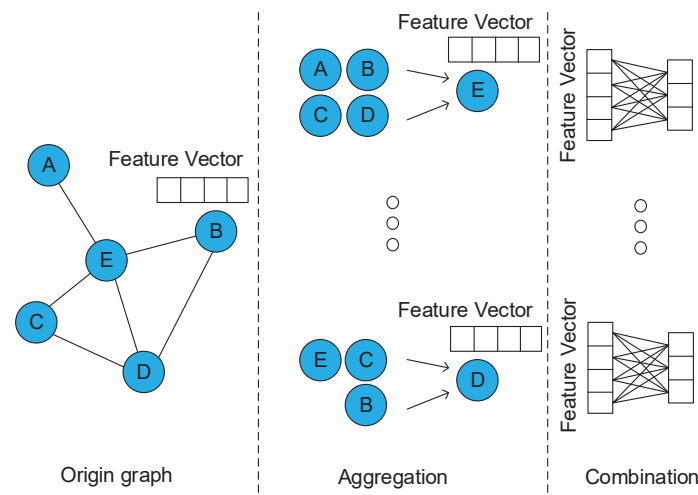 Feature Vector
A
B
E
C
D
Origin graph
Feature Vector
A B
E
C D
Feature Vector
E C
D
B
Aggregation
Feature Vector
Feature Vector
Combination